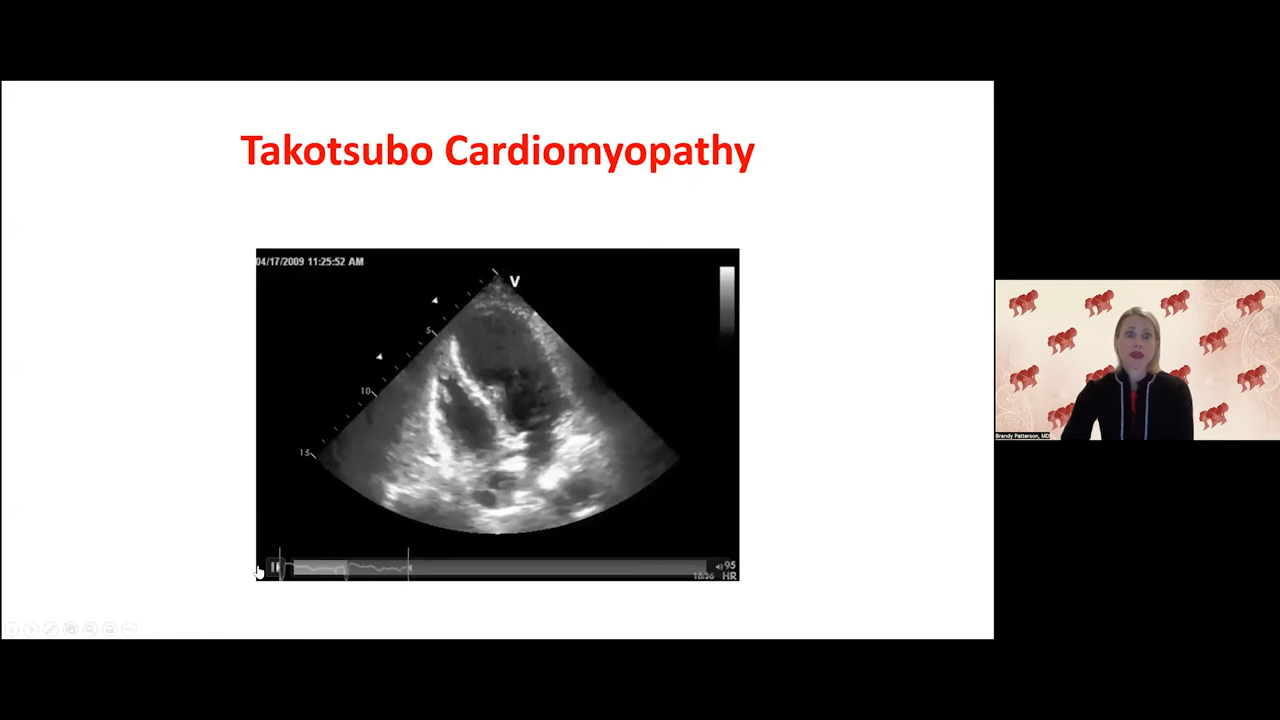 Takotsubo Cardiomyopathy
04/17/2009 11:25:52 AM
V
5
10
15
95
HR
Brandy Patterson, MD